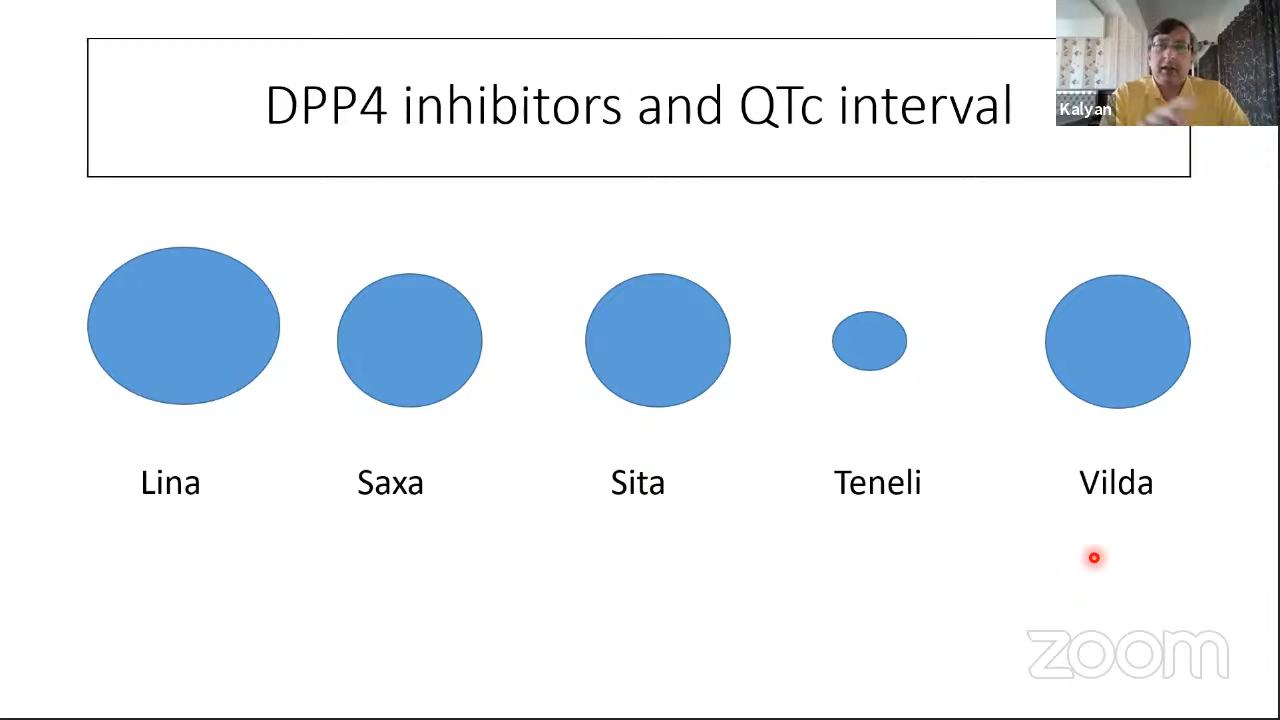 DPP4 inhibitors and QTc interval
Kalyan
Lina Saxa Sita Teneli Vilda
zoom